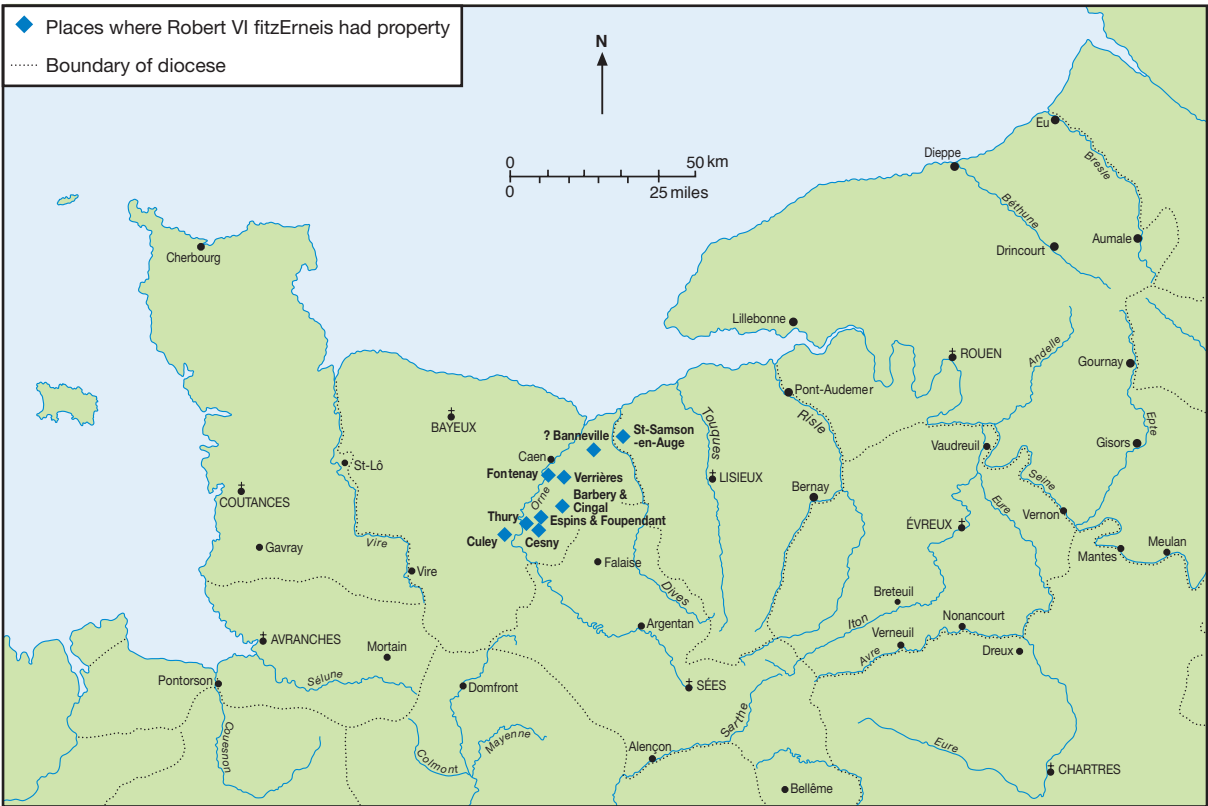 Places where Robert VI fitzErneis had property
Boundary of diocese
N
0 50 km
0 25 miles
Eu
Dieppe
Bresle
Béthune
Aumale
Drincourt
Cherbourg
Lillebonne
ROUEN
Andelle
Gournay
Pont-Audemer
Risle
Touques
BAYEUX
? Banneville
St-Samson
-en-Auge
Caen
Vaudreuil
Gisors
Epte
St-Lô
Fontenay
Verrières
LISIEUX
Seine
COUTANCES
Orne
Barbery &
Cingal
Bernay
Eure
Vernon
Thury
Espins & Foupendant
ÉVREUX
Culey
Cesny
Gavray
Vire
Falaise
Mantes
Meulan
Vire
Dives
Breteuil
Argentan
Iton
Nonancourt
AVRANCHES
Mortain
Verneuil
Avre
Dreux
Pontorson
Sélune
Domfront
SÉES
Sarthe
Couesnon
Colmont
Mayenne
Alençon
Eure
CHARTRES
Bellême